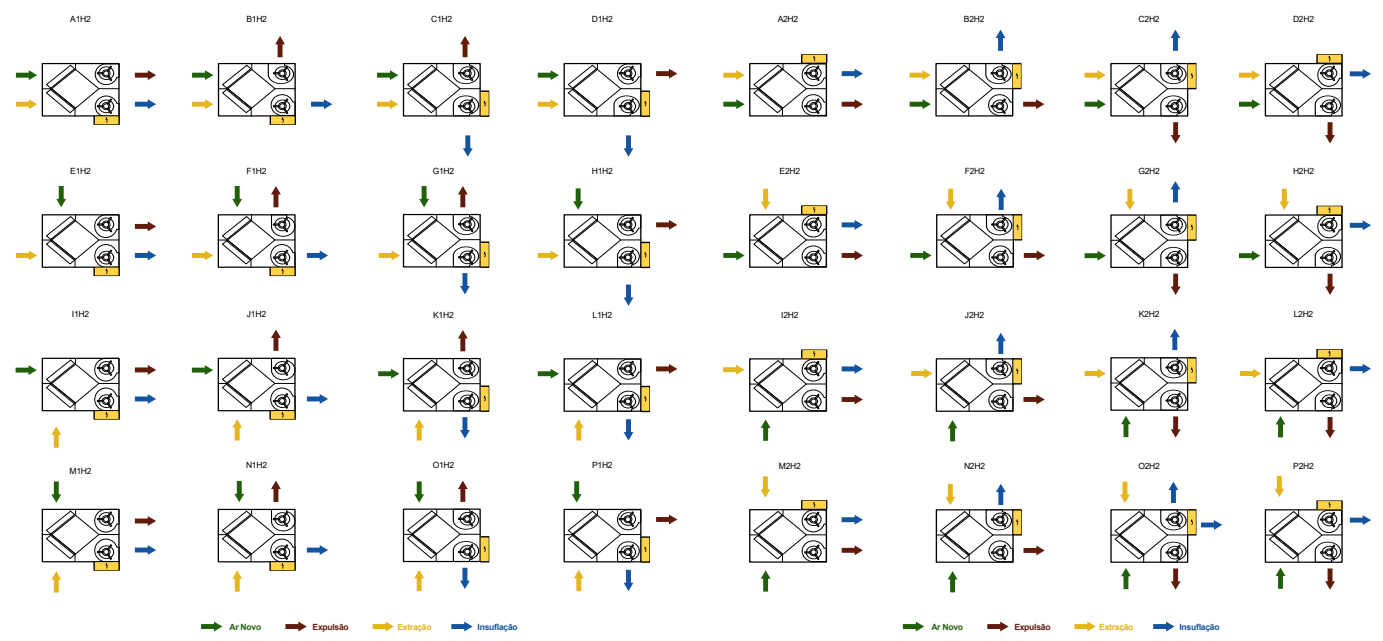 A1H2 B1H2 C1H2 D1H2 A2H2 B2H2 C2H2 D2H2
E1H2 F1H2 G1H2 H1H2 E2H2 F2H2 G2H2 H2H2
I1H2 J1H2 K1H2 L1H2 I2H2 J2H2 K2H2 L2H2
M1H2 N1H2 O1H2 P1H2 M2H2 N2H2 O2H2 P2H2
Ar Novo Expulsão Extração Insuflação Ar Novo Expulsão Extração Insuflação